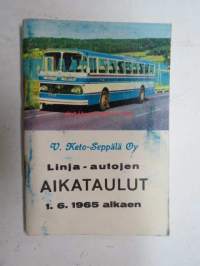 V. Keto-Seppälä Oy
Linja-autojen
AIKATAULUT
1. 6. 1965 alkaen